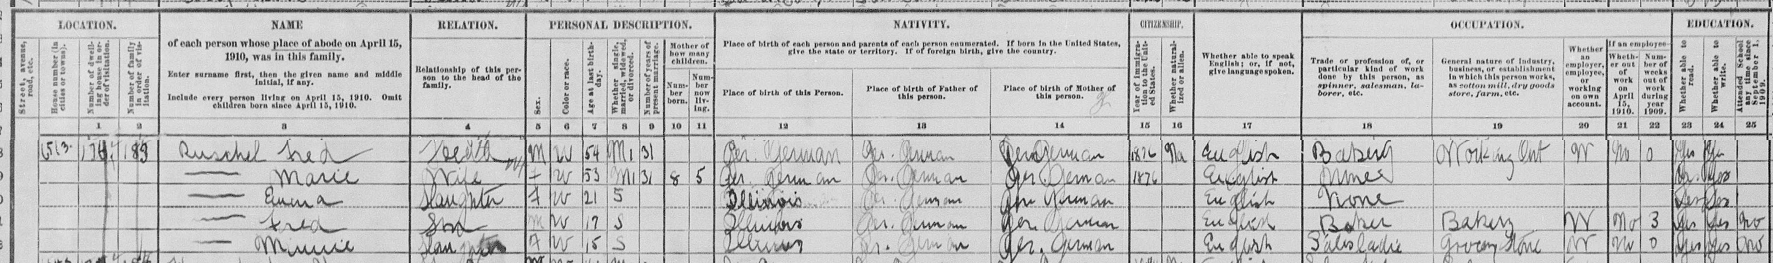 LOCATION. NAME RELATION. PERSONAL DESCRIPTION. NATIVITY. CITIZENSHIP. OCCUPATION. EDUCATION.
Street, avenue, road, etc.
House number (in cities or towns).
Number of dwelling house in order of visitation.
Number of family in order of visitation.
of each person whose place of abode on April 15, 1910, was in this family.
Enter surname first, then the given name and middle initial, if any.
Include every person living on April 15, 1910. Omit children born since April 15, 1910.
Relationship of this person to the head of the family.
Sex.
Color or race.
Age at last birthday.
Whether single, married, widowed, or divorced.
Number of years of present marriage.
Mother of how many children.
Number born.
Number now living.
Place of birth of each person and parents of each person enumerated. If born in the United States, give the state or territory. If of foreign birth, give the country.
Place of birth of this Person.
Place of birth of Father of this person.
Place of birth of Mother of this person.
Year of immigration to the United States.
Whether naturalized or alien.
Whether able to speak English; or, if not, give language spoken.
Trade or profession of, or particular kind of work done by this person, as spinner, salesman, laborer, etc.
General nature of industry, business, or establishment in which this person works, as cotton mill, dry goods store, farm, etc.
Whether an employer, employee, or working on own account.
If an employee—
Whether out of work on April 15, 1910.
Number of weeks out of work during year 1909.
Whether able to read.
Whether able to write.
Attended school any time since September 1, 1909.
1 2 3 4 5 6 7 8 9 10 11 12 13 14 15 16 17 18 19 20 21 22 23 24 25
1513 174 189 Ruschel Fred Head M W 54 M1 31 Ger. German Ger. German Ger. German 1876 Na English Bakery Working Out W No 0 Yes Yes
— Marie Wife F W 53 M1 31 8 5 Ger. German Ger. German Ger. German 1876 English None Yes Yes
— Emma Daughter F W 21 S Illinois Ger. German Ger. German English None Yes Yes
— Fred Son M W 17 S Illinois Ger. German Ger. German English Baker Bakery W No 3 Yes Yes No
— Minnie Daughter F W 15 S Illinois Ger. German Ger. German English Salesladie Grocery Store W No 0 Yes Yes No